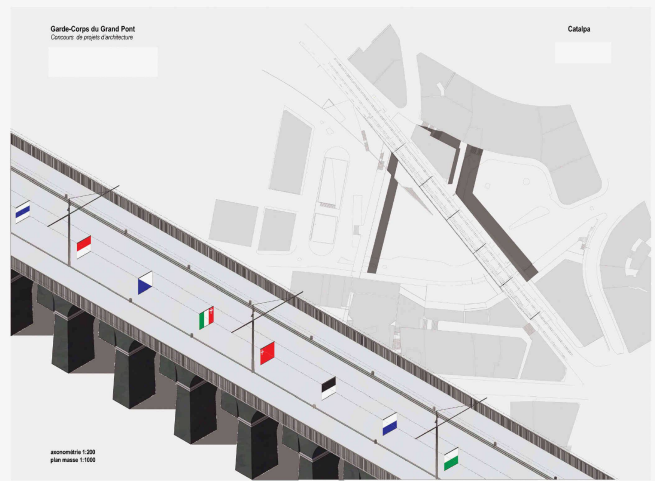 Garde-Corps du Grand Pont
Concours de projets d'architecture
Catalpa
axonométrie 1:200
plan masse 1:1000